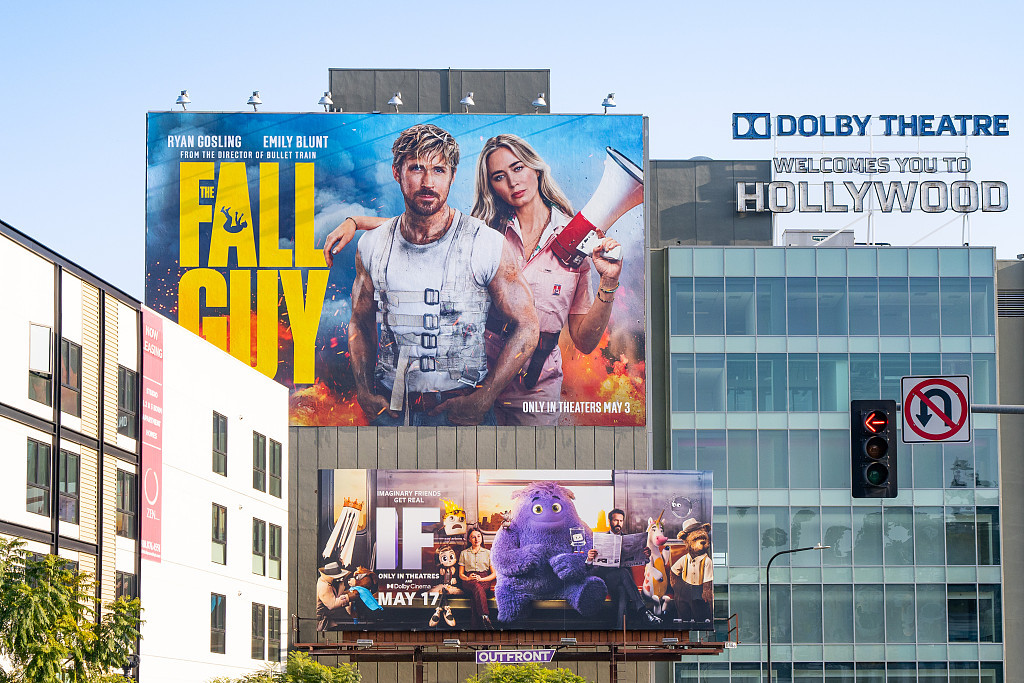 RYAN GOSLING EMILY BLUNT
FROM THE DIRECTOR OF BULLET TRAIN
THE
FALL
GUY
ONLY IN THEATERS MAY 3
DOLBY THEATRE
WELCOMES YOU TO
HOLLYWOOD
NOW
LEASING
IMAGINARY FRIENDS
GET REAL
IF
ONLY IN THEATRES
AND Dolby Cinema
MAY 17
OUTFRONT